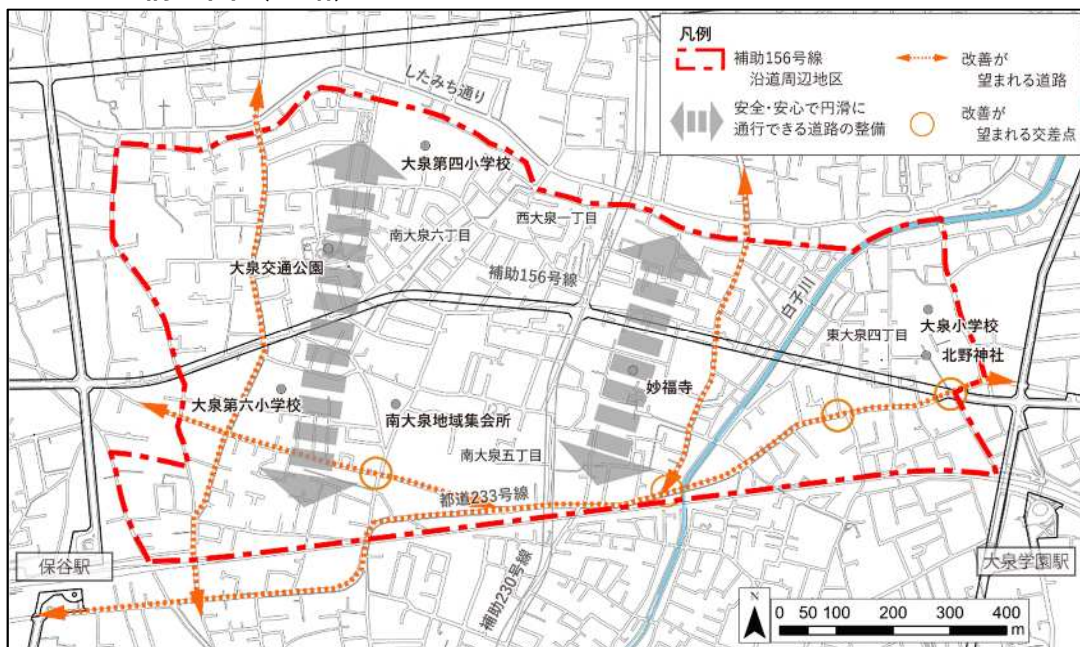 凡例
補助156号線
沿道周辺地区
改善が
望まれる道路
安全・安心で円滑に
通行できる道路の整備
改善が
望まれる交差点
したみち通り
大泉第四小学校
西大泉一丁目
南大泉六丁目
大泉交通公園
補助156号線
白子川
東大泉四丁目
大泉小学校
北野神社
妙福寺
大泉第六小学校
南大泉地域集会所
南大泉五丁目
都道233号線
保谷駅
大泉学園駅
補助230号線
N
0 50 100 200 300 400
m